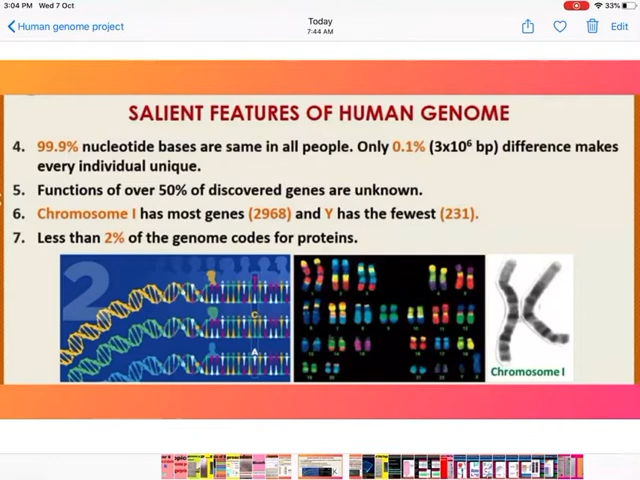 3:04 PM Wed 7 Oct
33%
Human genome project
Today
7:44 AM
Edit
SALIENT FEATURES OF HUMAN GENOME
4. 99.9% nucleotide bases are same in all people. Only 0.1% (3x10⁶ bp) difference makes
every individual unique.
5. Functions of over 50% of discovered genes are unknown.
6. Chromosome I has most genes (2968) and Y has the fewest (231).
7. Less than 2% of the genome codes for proteins.
2
C
A
Chromosome I